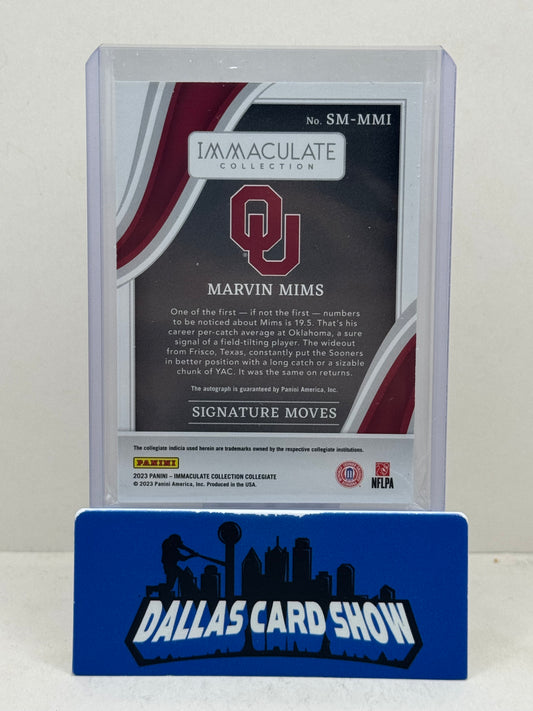 No. SM-MMI
IMMACULATE
COLLECTION
OU
MARVIN MIMS
One of the first — if not the first — numbers
to be noticed about Mims is 19.5. That's his
career per-catch average at Oklahoma, a sure
signal of a field-tilting player. The wideout
from Frisco, Texas, constantly put the Sooners
in better position with a long catch or a sizable
chunk of YAC. It was the same on returns.
The autograph is guaranteed by Panini America, Inc.
SIGNATURE MOVES
The collegiate indicia used herein are trademarks owned by the respective collegiate institutions.
PANINI
2023 PANINI – IMMACULATE COLLECTION COLLEGIATE
© 2023 Panini America, Inc. Produced in the USA.
NFLPA
DALLAS CARD SHOW